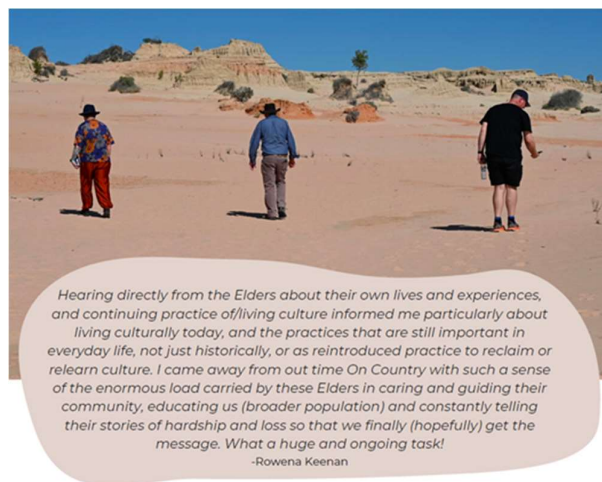 Hearing directly from the Elders about their own lives and experiences,
and continuing practice of/living culture informed me particularly about
living culturally today, and the practices that are still important in
everyday life, not just historically, or as reintroduced practice to reclaim or
relearn culture. I came away from out time On Country with such a sense
of the enormous load carried by these Elders in caring and guiding their
community, educating us (broader population) and constantly telling
their stories of hardship and loss so that we finally (hopefully) get the
message. What a huge and ongoing task!
-Rowena Keenan